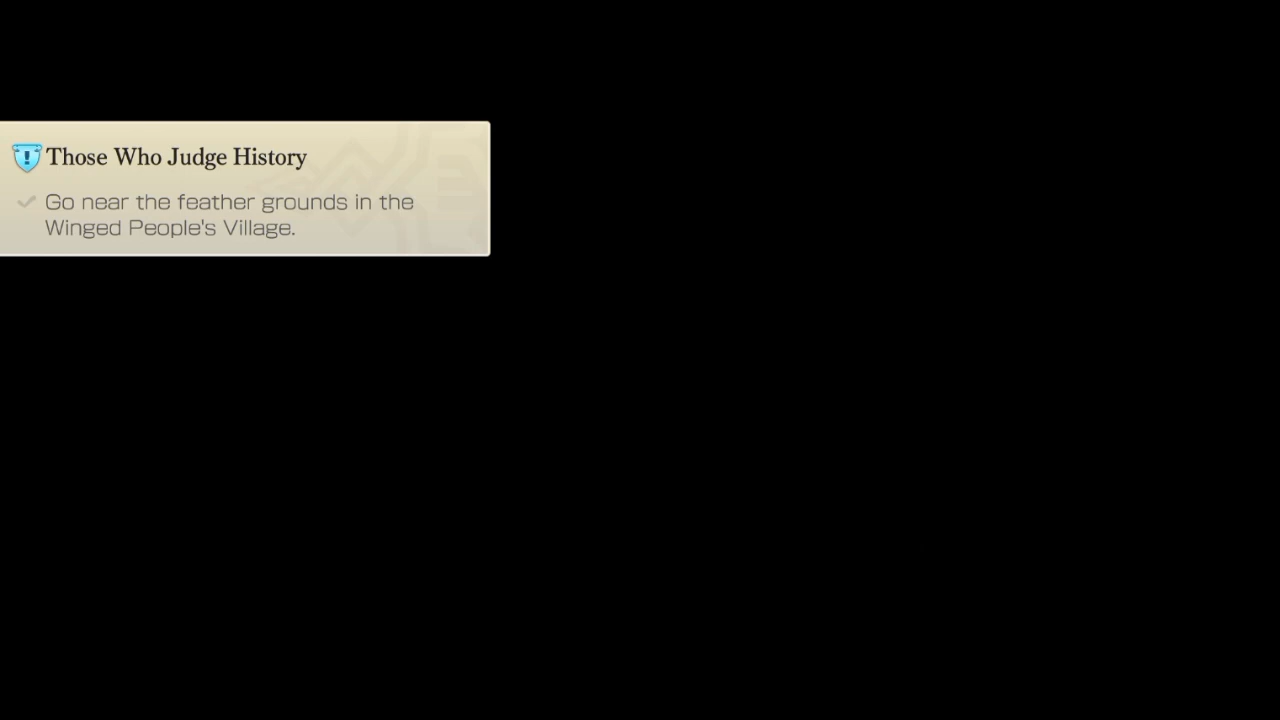 Those Who Judge History
Go near the feather grounds in the
Winged People's Village.